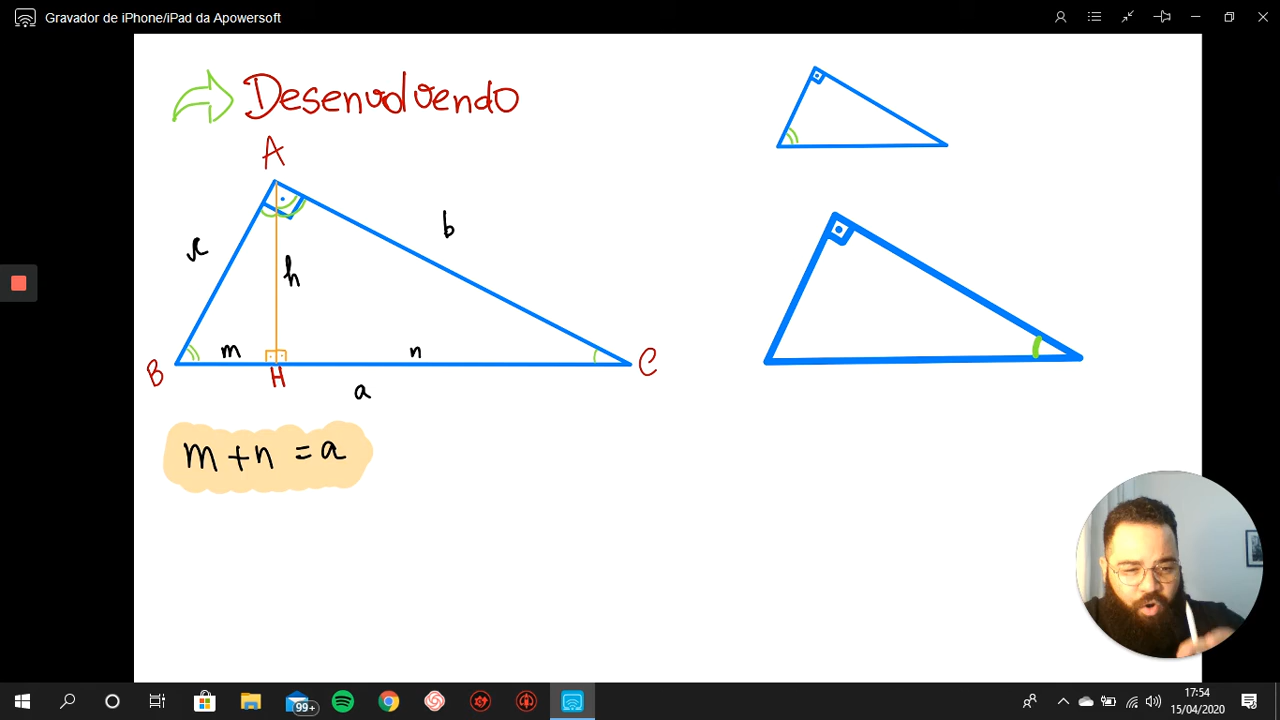 Gravador de iPhone/iPad da Apowersoft
Desenvolvendo
A
c
b
h
m
n
B
H
C
a
m+n=a
99+
17:54
15/04/2020